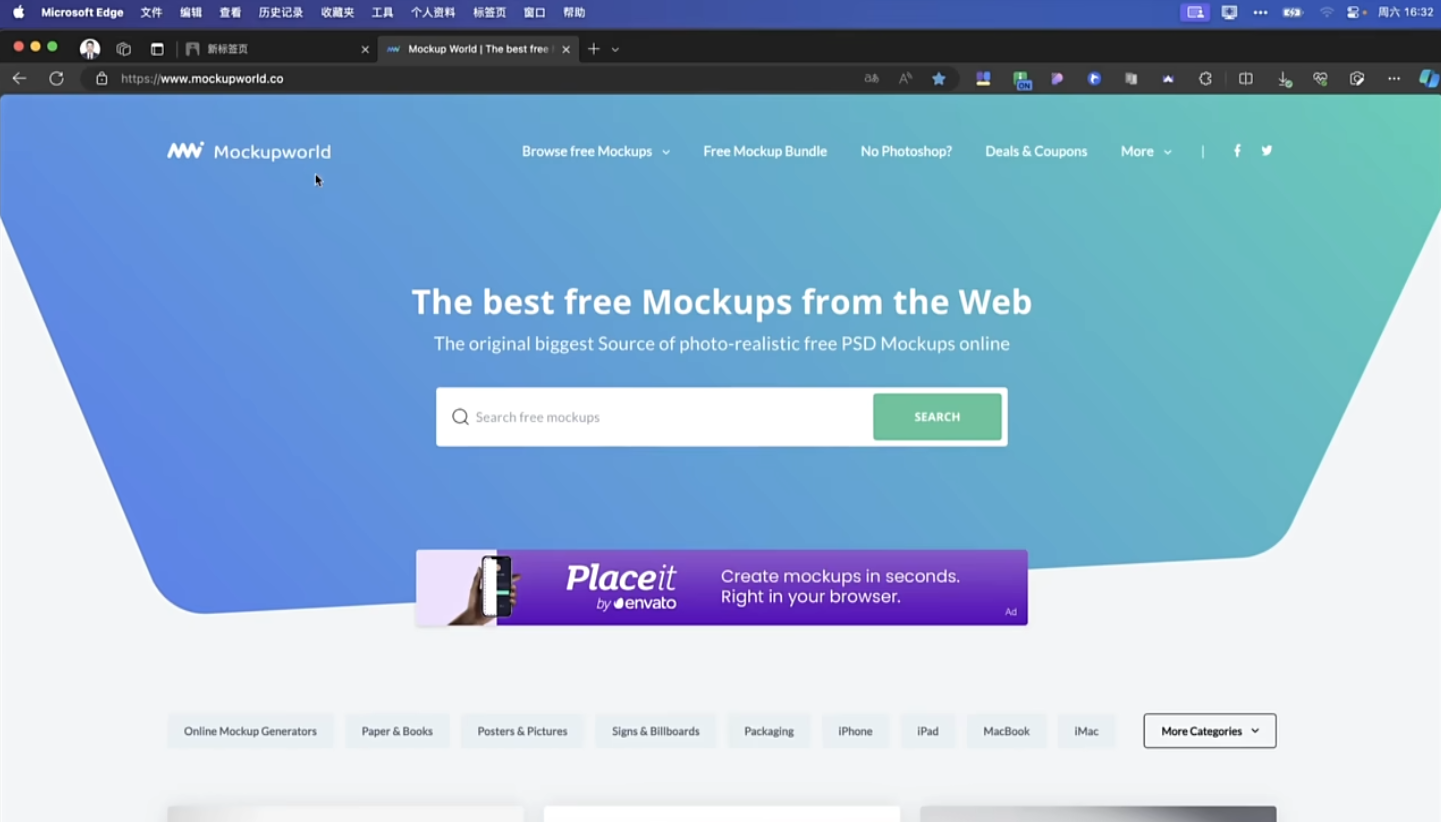 Microsoft Edge 文件 编辑 查看 历史记录 收藏夹 工具 个人资料 标签页 窗口 帮助 周六 16:32
新标签页 Mockup World | The best free
https://www.mockupworld.co
ON
Mockupworld Browse free Mockups Free Mockup Bundle No Photoshop? Deals & Coupons More
The best free Mockups from the Web
The original biggest Source of photo-realistic free PSD Mockups online
Search free mockups SEARCH
Placeit
by envato
Create mockups in seconds.
Right in your browser.
Ad
Online Mockup Generators Paper & Books Posters & Pictures Signs & Billboards Packaging iPhone iPad MacBook iMac More Categories